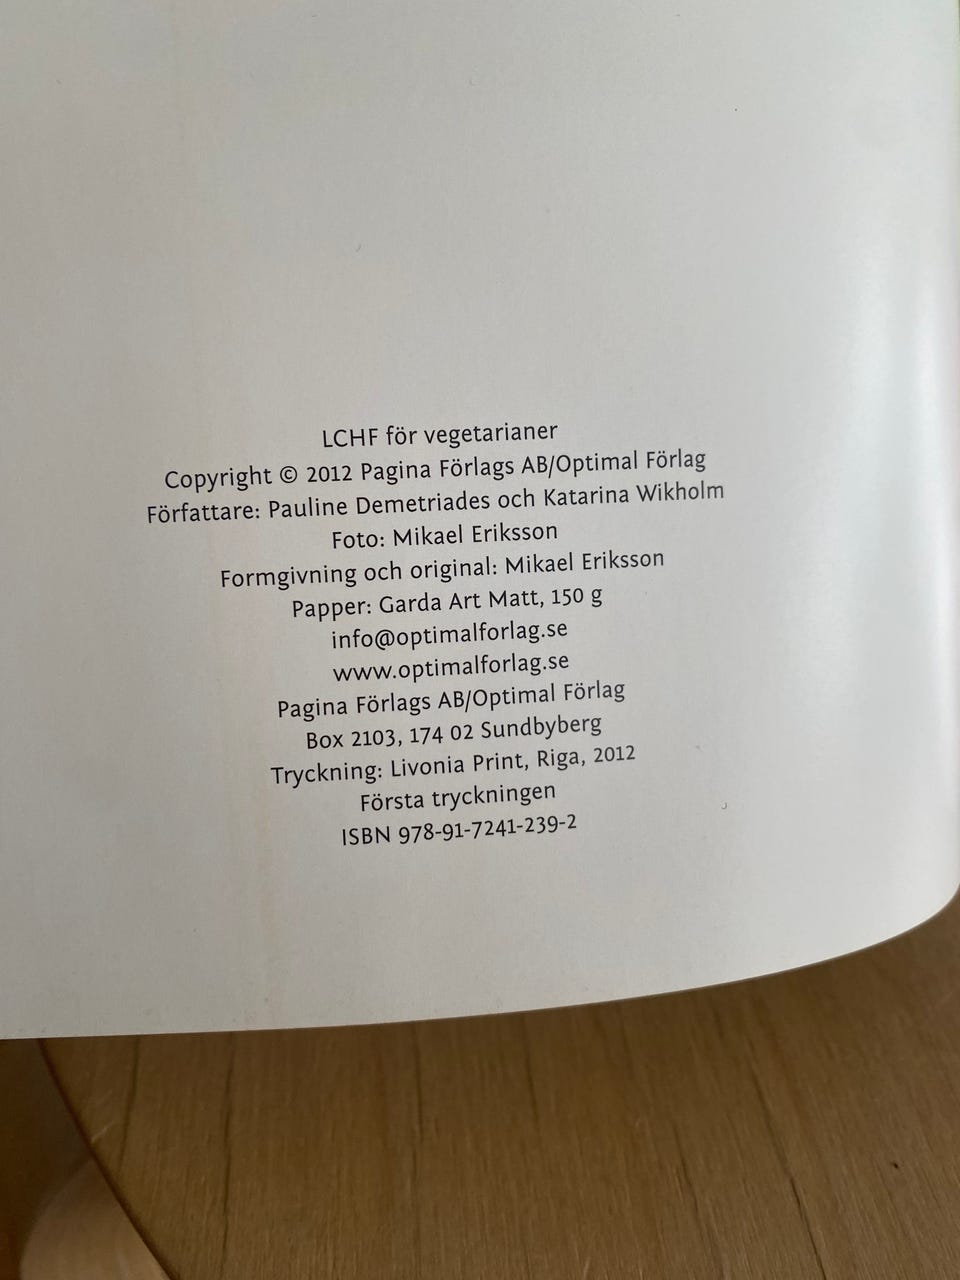 LCHF för vegetarianer
Copyright © 2012 Pagina Förlags AB/Optimal Förlag
Författare: Pauline Demetriades och Katarina Wikholm
Foto: Mikael Eriksson
Formgivning och original: Mikael Eriksson
Papper: Garda Art Matt, 150 g
info@optimalforlag.se
www.optimalforlag.se
Pagina Förlags AB/Optimal Förlag
Box 2103, 174 02 Sundbyberg
Tryckning: Livonia Print, Riga, 2012
Första tryckningen
ISBN 978-91-7241-239-2